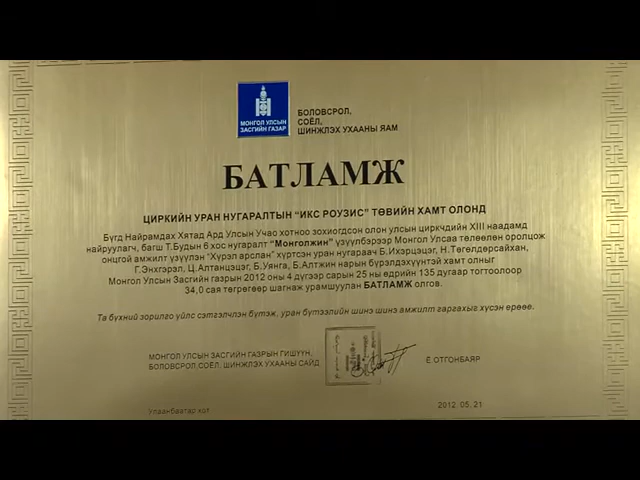 МОНГОЛ УЛСЫН
ЗАСГИЙН ГАЗАР
БОЛОВСРОЛ,
СОЁЛ,
ШИНЖЛЭХ УХААНЫ ЯАМ
БАТЛАМЖ
ЦИРКИЙН УРАН НУГАРАЛТЫН “ИКС РОУЗИС” ТӨВИЙН ХАМТ ОЛОНД
Бүгд Найрамдах Хятад Ард Улсын Учао хотноо зохиогдсон олон улсын циркчдийн XIII наадамд
найруулагч, багш Т.Будын 6 хос нугаралт “Монголжин” үзүүлбэрээр Монгол Улсаа төлөөлөн оролцож
онцгой амжилт үзүүлэн “Хүрэл арслан” хүртсэн уран нугараач Б.Ихэрцэцэг, Н.Төгөлдөрсайхан,
Г.Энхгэрэл, Ц.Алтанцэцэг, Б.Уянга, Б.Алтжин нарын бүрэлдэхүүнтэй хамт олныг
Монгол Улсын Засгийн газрын 2012 оны 4 дүгээр сарын 25 ны өдрийн 135 дугаар тогтоолоор
34,0 сая төгрөгөөр шагнаж урамшуулан БАТЛАМЖ олгов.
Та бүхний зорилго үйлс сэтгэлчлэн бүтэж, уран бүтээлийн шинэ шинэ амжилт гаргахыг хүсэн ерөөе.
МОНГОЛ УЛСЫН ЗАСГИЙН ГАЗРЫН ГИШҮҮН,
БОЛОВСРОЛ,СОЁЛ, ШИНЖЛЭХ УХААНЫ САЙД
Ё ОТГОНБАЯР
Улаанбаатар хот
2012. 05. 21